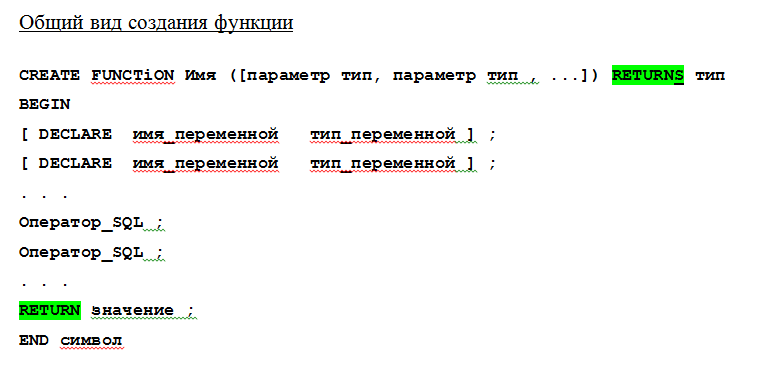 Общий вид создания функции
CREATE FUNCTiON Имя ([параметр тип, параметр тип , ...]) RETURNS тип
BEGIN
[ DECLARE имя_переменной тип_переменной ] ;
[ DECLARE имя_переменной тип_переменной ] ;
. . .
Оператор_SQL ;
Оператор_SQL ;
. . .
RETURN значение ;
END символ